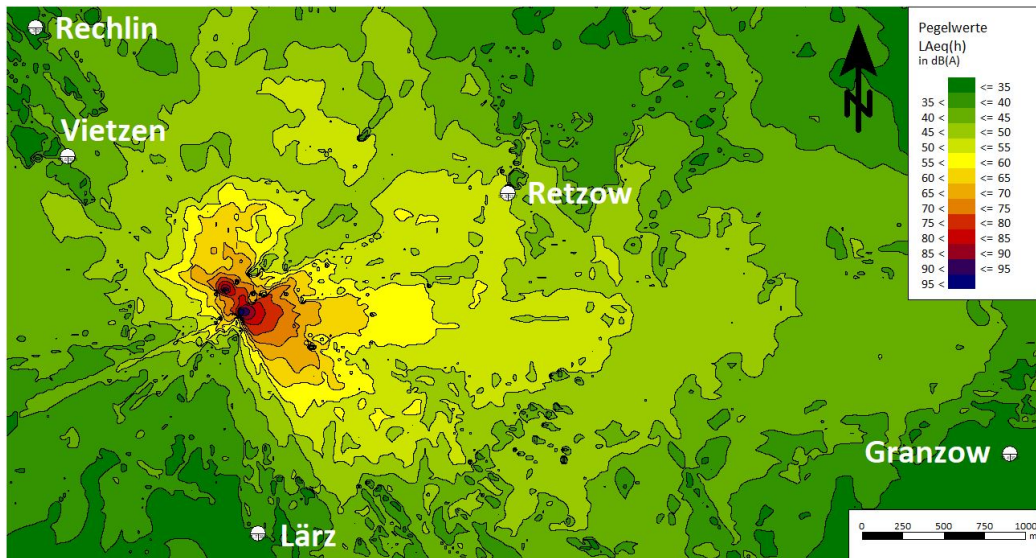 Rechlin
Vietzen
Retzow
Granzow
Lärz
N
Pegelwerte
LAeq(h)
in dB(A)
<= 35
35 < <= 40
40 < <= 45
45 < <= 50
50 < <= 55
55 < <= 60
60 < <= 65
65 < <= 70
70 < <= 75
75 < <= 80
80 < <= 85
85 < <= 90
90 < <= 95
95 <
0 250 500 750 1000
m